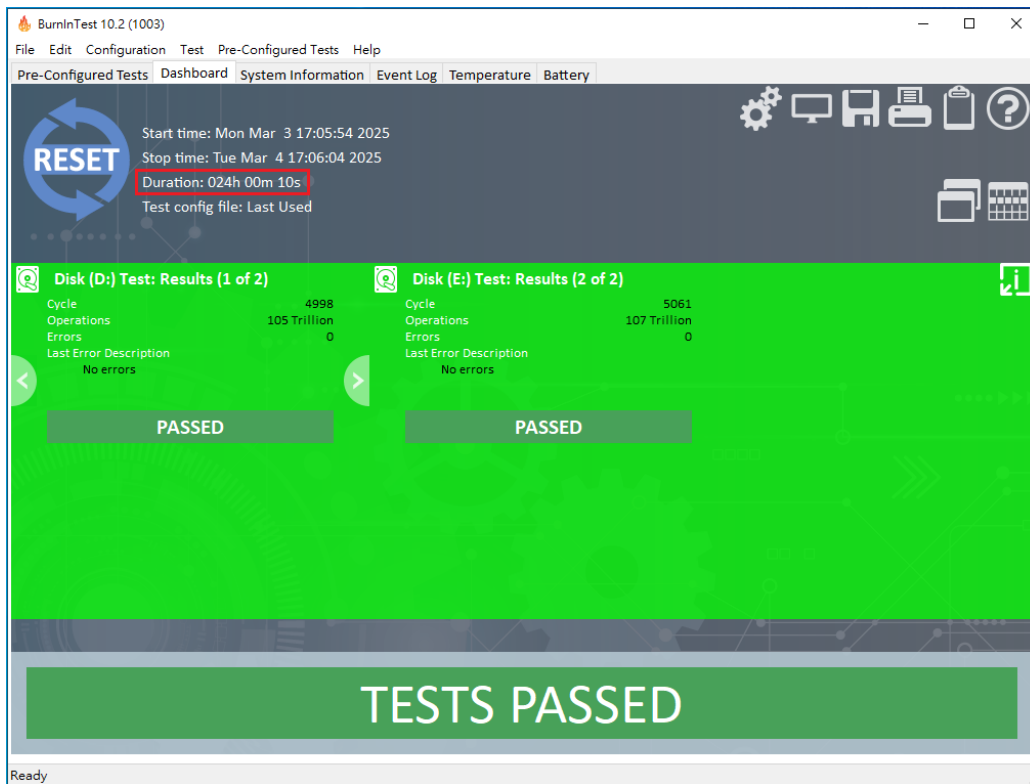 BurnInTest 10.2 (1003)
File Edit Configuration Test Pre-Configured Tests Help
Pre-Configured Tests Dashboard System Information Event Log Temperature Battery
RESET
Start time: Mon Mar 3 17:05:54 2025
Stop time: Tue Mar 4 17:06:04 2025
Duration: 024h 00m 10s
Test config file: Last Used
Disk (D:) Test: Results (1 of 2)
Cycle 4998
Operations 105 Trillion
Errors 0
Last Error Description
No errors
PASSED
Disk (E:) Test: Results (2 of 2)
Cycle 5061
Operations 107 Trillion
Errors 0
Last Error Description
No errors
PASSED
TESTS PASSED
Ready